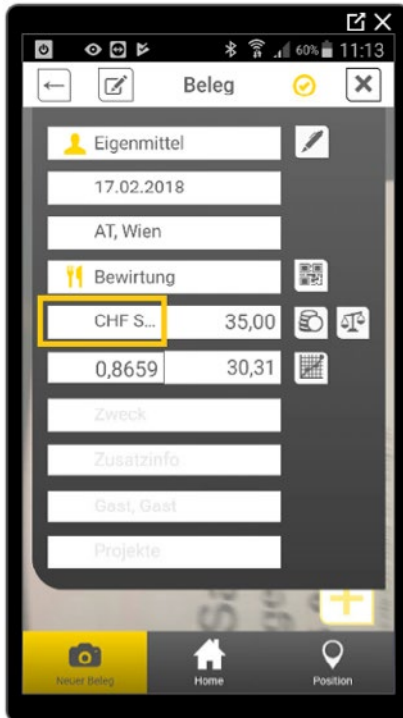 60% 11:13
Beleg
Eigenmittel
17.02.2018
AT, Wien
Bewirtung
CHF S... 35,00
0,8659 30,31
Zweck
Zusatzinfo
Gast, Gast
Projekte
Neuer Beleg Home Position